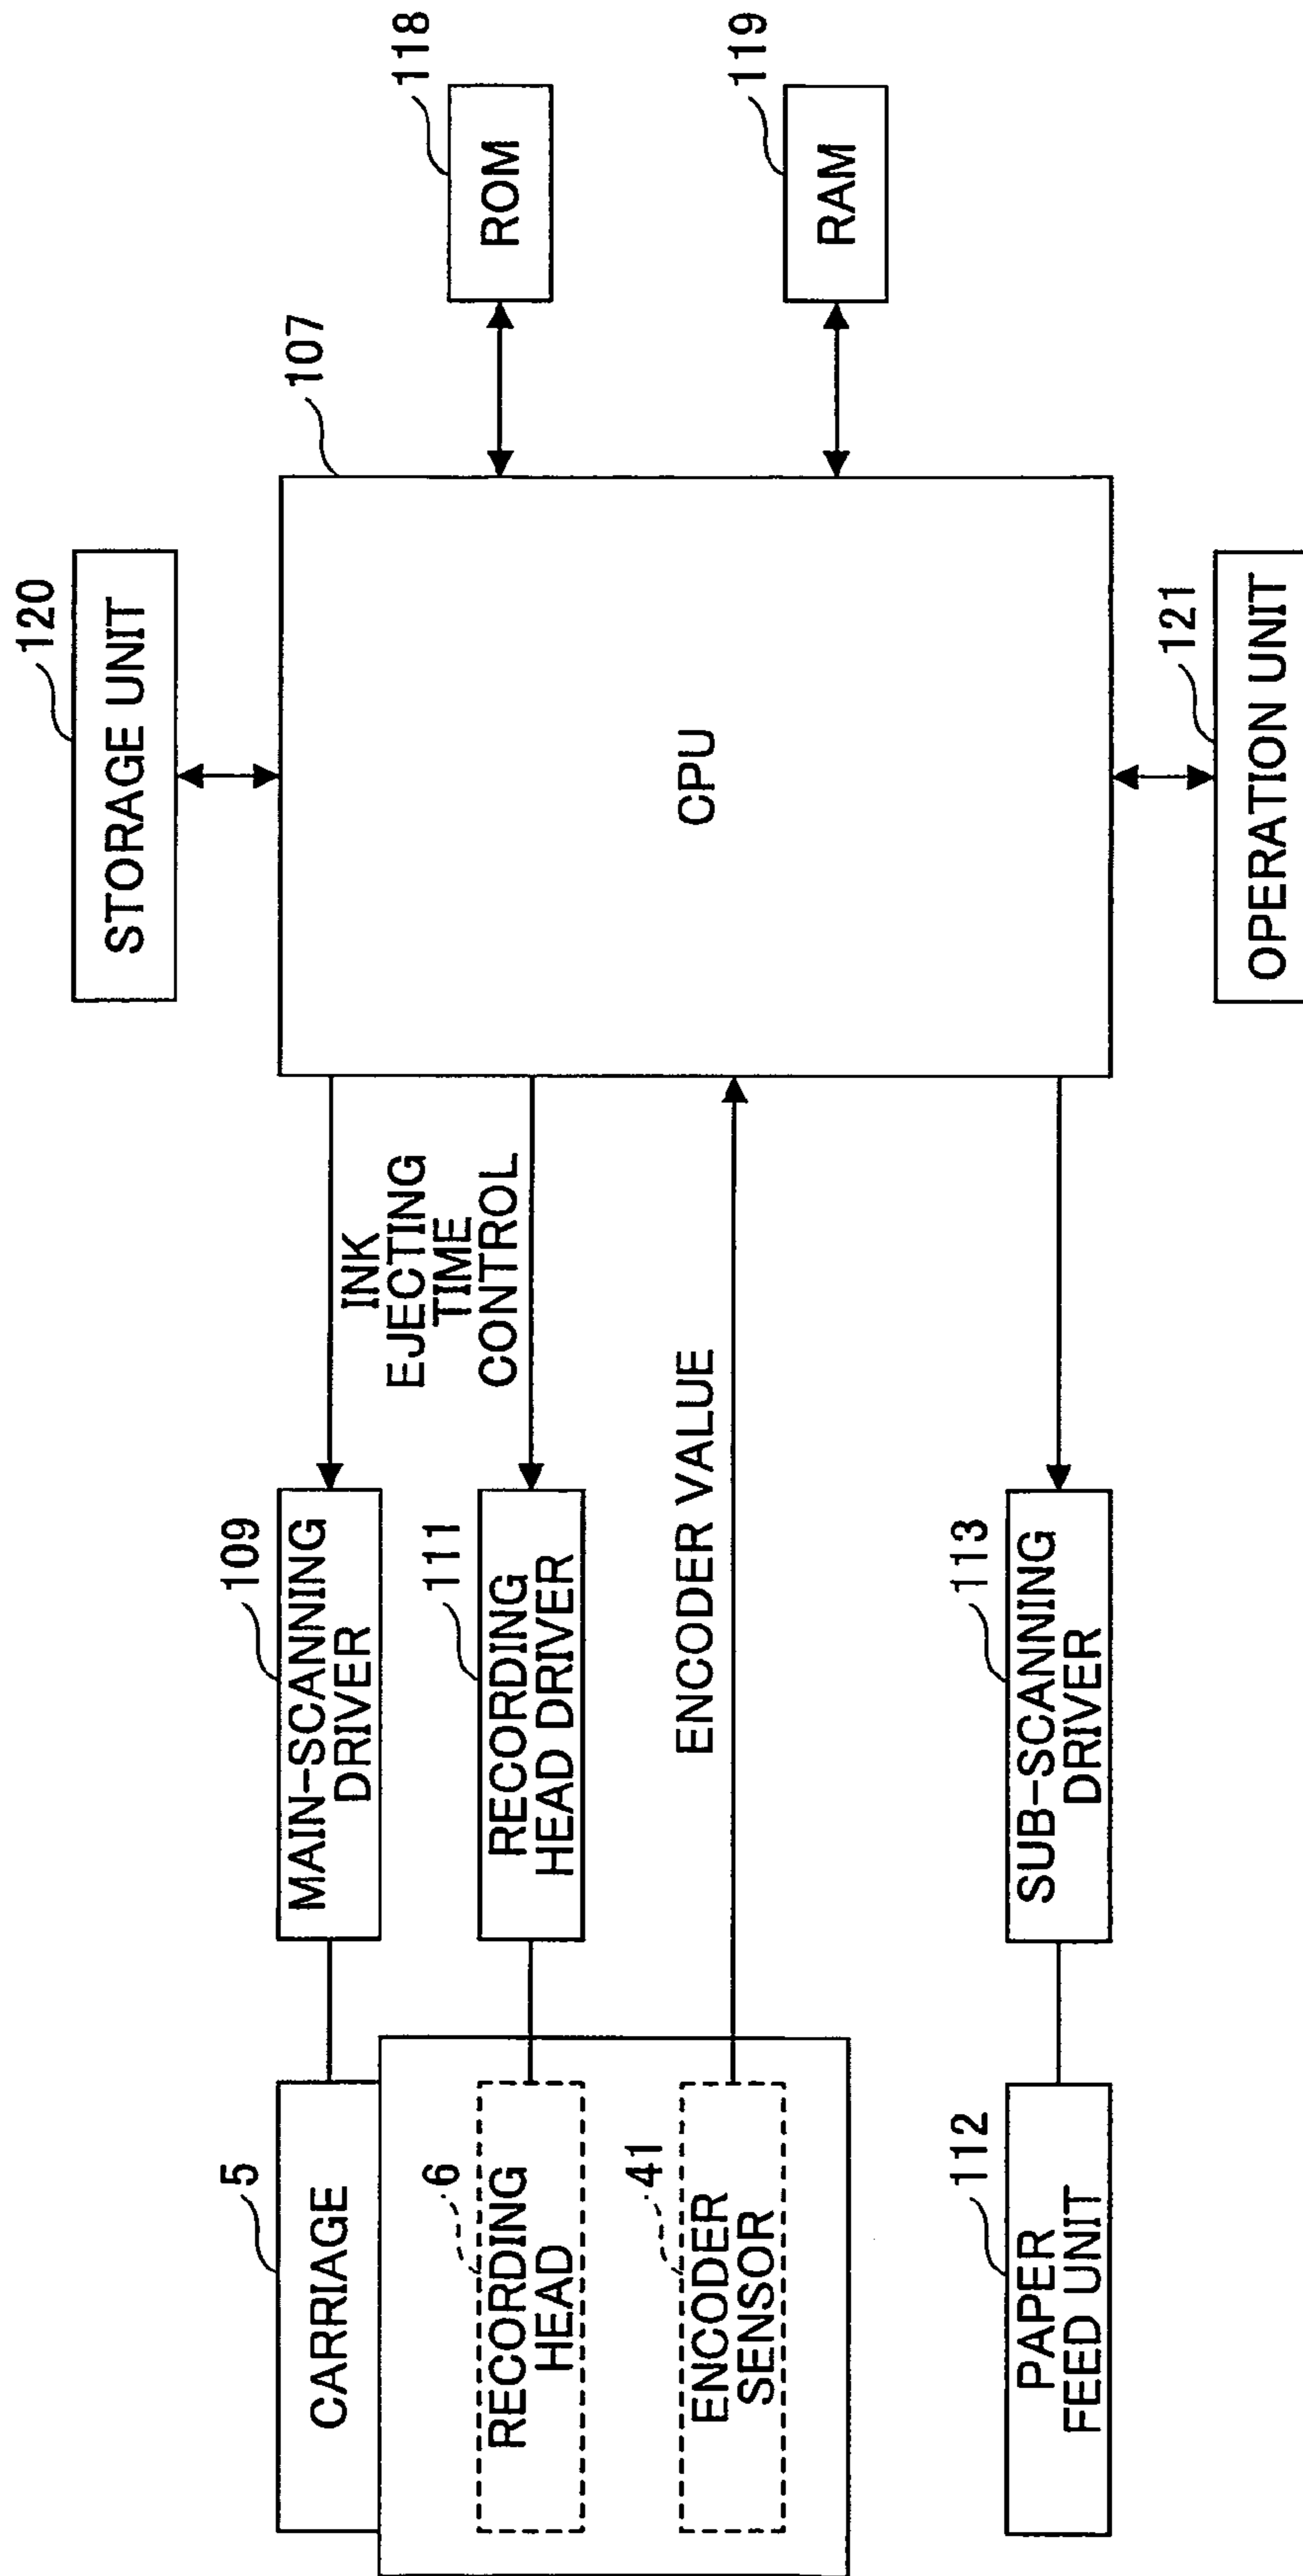 120
STORAGE UNIT
5
CARRIAGE
109
MAIN-SCANNING
DRIVER
107
118
ROM
6
RECORDING
HEAD
111
RECORDING
HEAD DRIVER
INK
EJECTING
TIME
CONTROL
CPU
41
ENCODER
SENSOR
ENCODER VALUE
119
RAM
112
PAPER
FEED UNIT
113
SUB-SCANNING
DRIVER
121
OPERATION UNIT